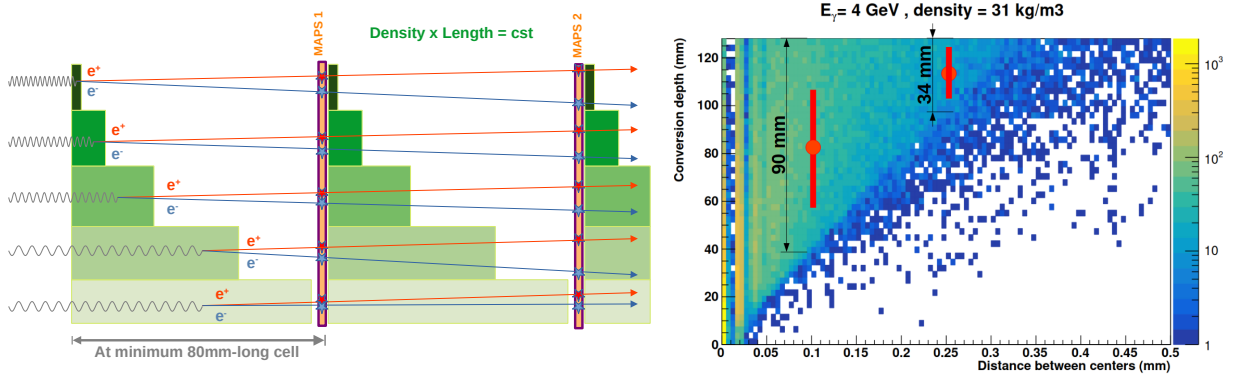 MAPS 1
MAPS 2
Density x Length = cst
e+
e-
e+
e-
e+
e-
e+
e-
e+
e-
At minimum 80mm-long cell
Eγ= 4 GeV , density = 31 kg/m3
Conversion depth (mm)
120
100
80
60
40
20
0
90 mm
34 mm
0 0.05 0.1 0.15 0.2 0.25 0.3 0.35 0.4 0.45 0.5
Distance between centers (mm)
10³
10²
10
1